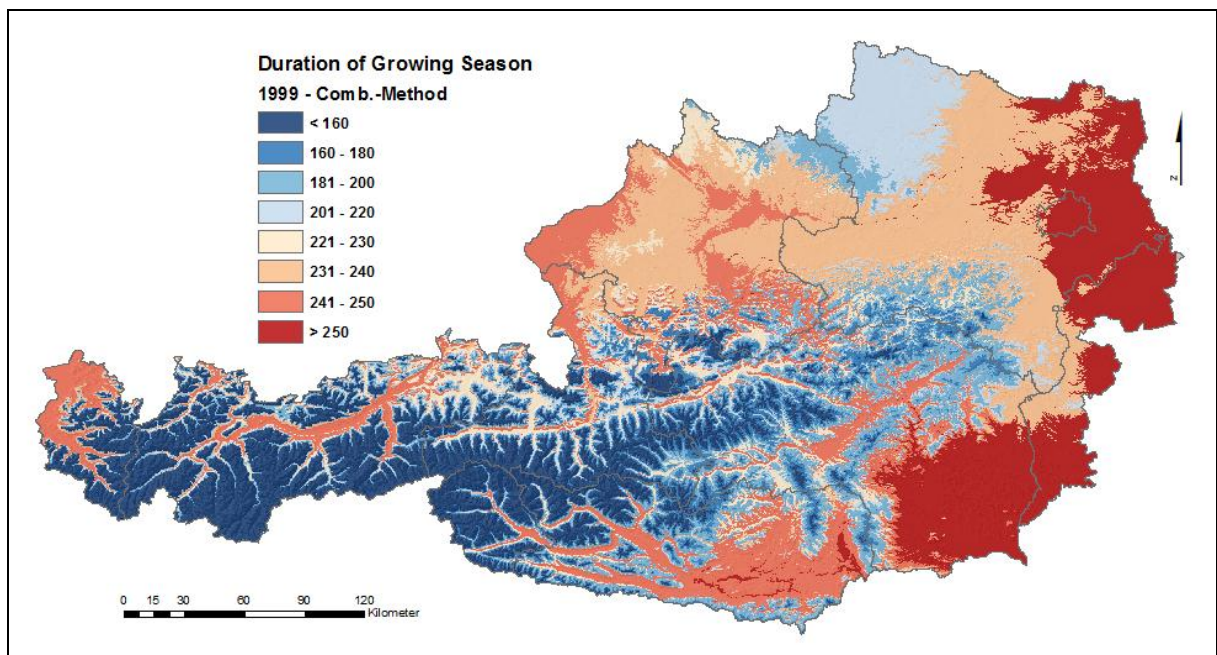 Duration of Growing Season
1999 - Comb.-Method
< 160
160 - 180
181 - 200
201 - 220
221 - 230
231 - 240
241 - 250
> 250
N
0 15 30 60 90 120
Kilometer